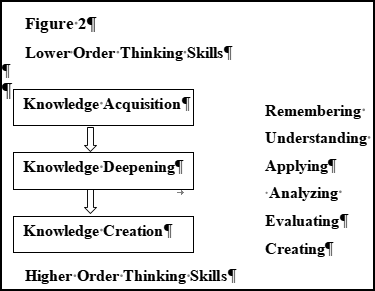 Figure 2¶
Lower Order Thinking Skills¶
¶
¶
Knowledge Acquisition¶
Knowledge Deepening¶
Knowledge Creation¶
Remembering
Understanding
Applying¶
Analyzing
Evaluating¶
Creating¶
Higher Order Thinking Skills¶